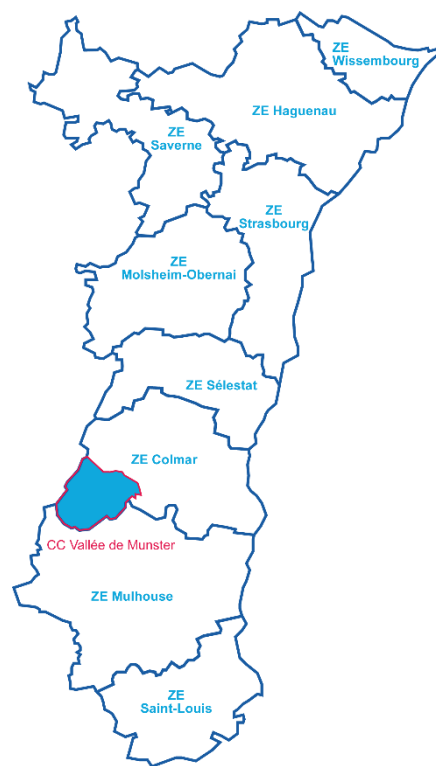 ZE
Wissembourg
ZE Haguenau
ZE
Saverne
ZE
Strasbourg
ZE
Molsheim-Obernai
ZE Sélestat
ZE Colmar
CC Vallée de Munster
ZE Mulhouse
ZE
Saint-Louis